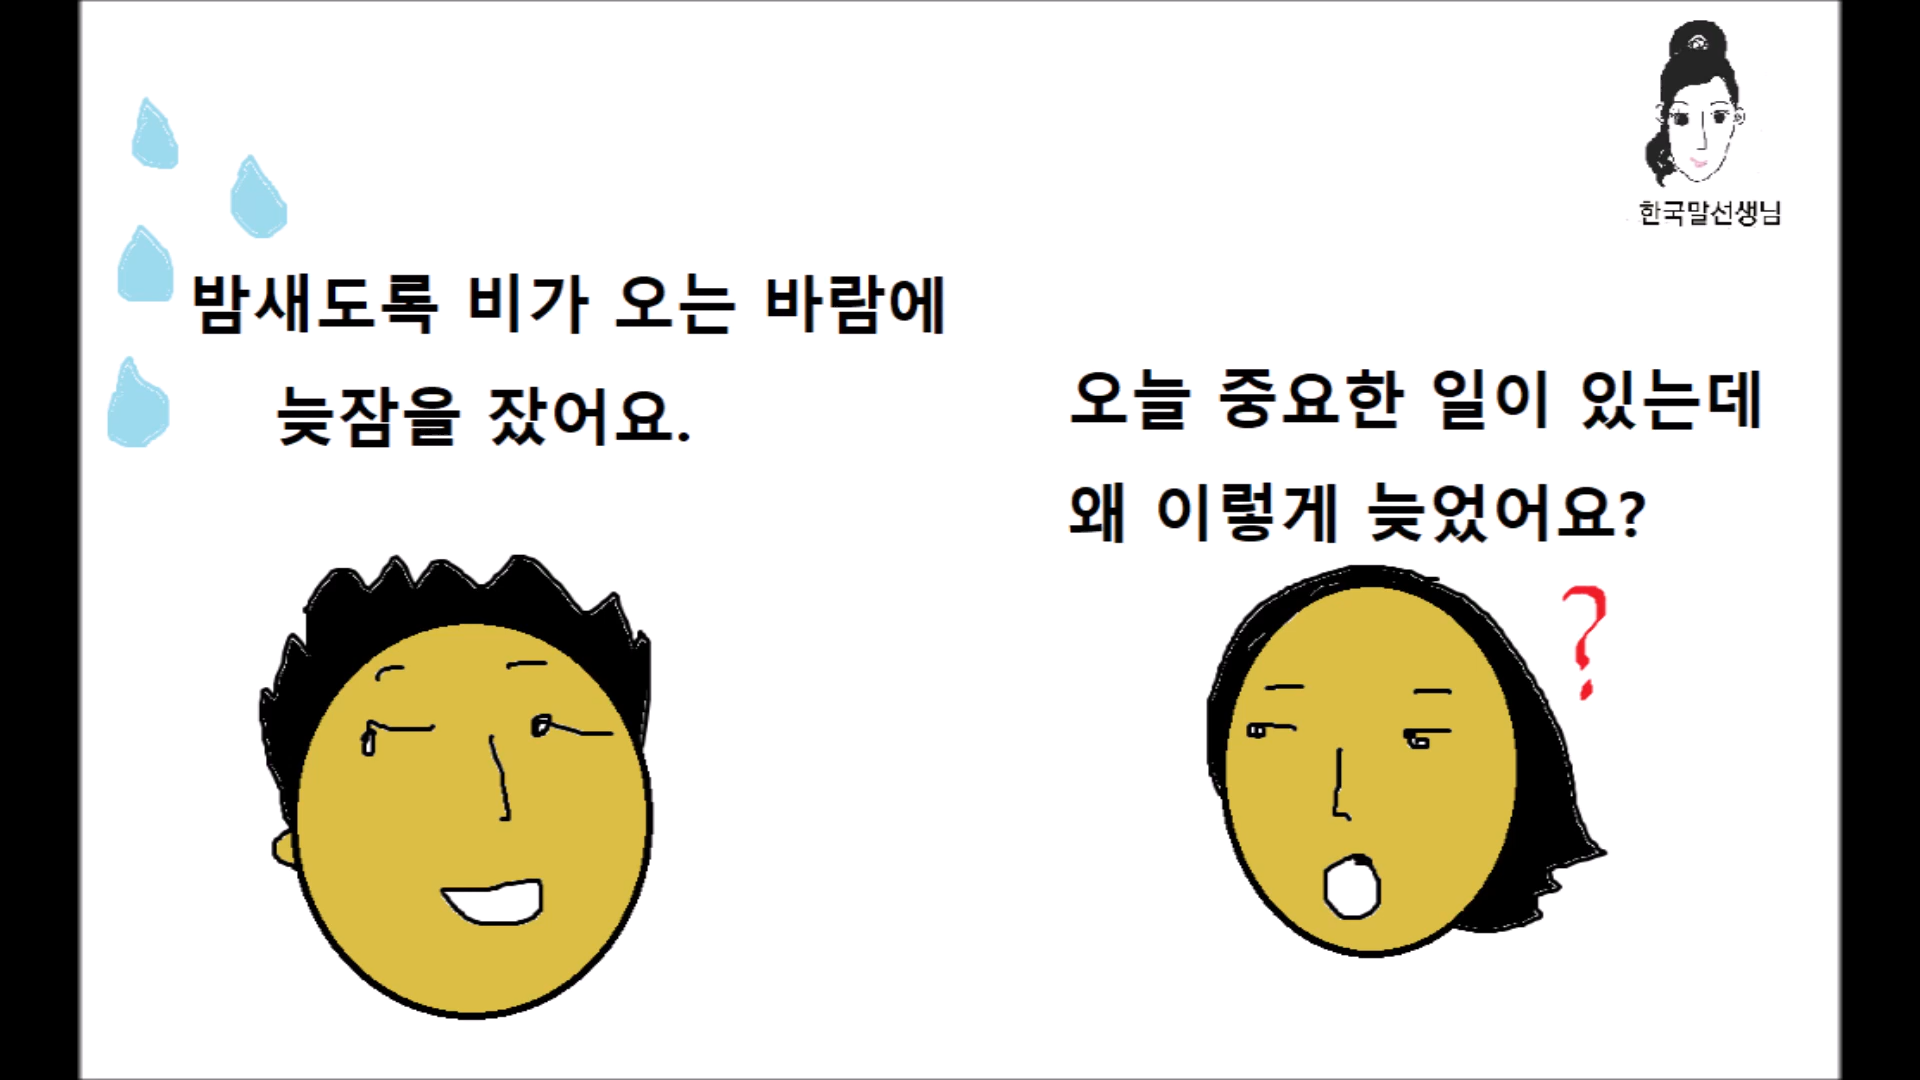 한국말선생님
밤새도록 비가 오는 바람에
늦잠을 잤어요.
오늘 중요한 일이 있는데
왜 이렇게 늦었어요?
?